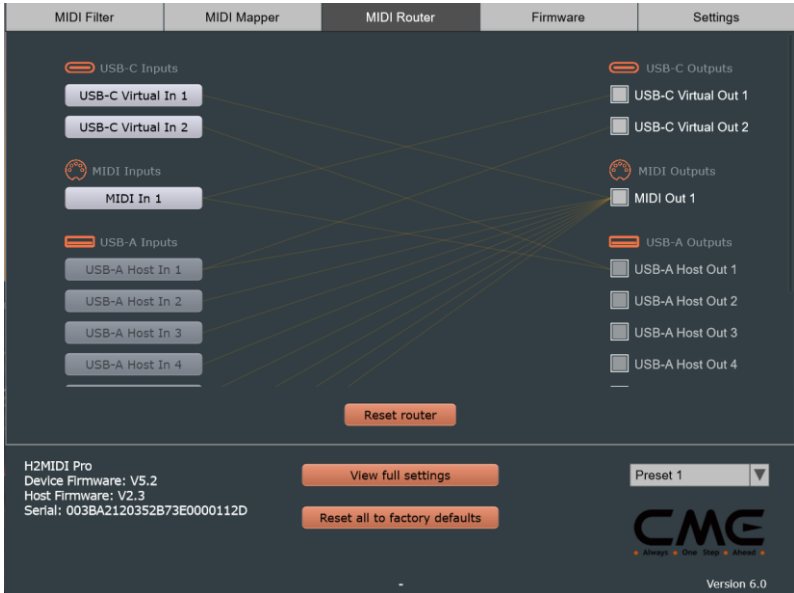 MIDI Filter
MIDI Mapper
MIDI Router
Firmware
Settings
USB-C Inputs
USB-C Outputs
USB-C Virtual In 1
USB-C Virtual Out 1
USB-C Virtual In 2
USB-C Virtual Out 2
MIDI Inputs
MIDI Outputs
MIDI In 1
MIDI Out 1
USB-A Inputs
USB-A Outputs
USB-A Host In 1
USB-A Host Out 1
USB-A Host In 2
USB-A Host Out 2
USB-A Host In 3
USB-A Host Out 3
USB-A Host In 4
USB-A Host Out 4
Reset router
H2MIDI Pro
Device Firmware: V5.2
Host Firmware: V2.3
Serial: 003BA2120352B73E0000112D
View full settings
Reset all to factory defaults
Preset 1
CME
Always One Step Ahead
-
Version 6.0